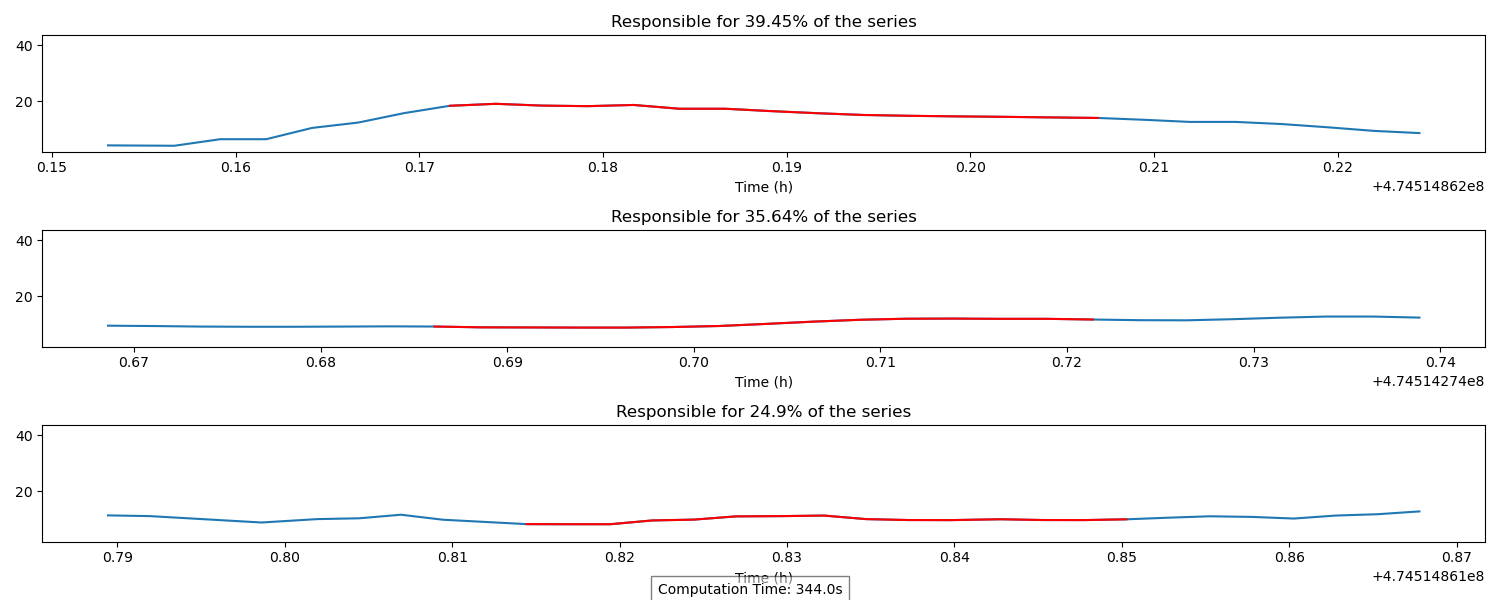 Responsible for 39.45% of the series
40
20
0.15 0.16 0.17 0.18 0.19 0.20 0.21 0.22
Time (h)
+4.74514862e8
Responsible for 35.64% of the series
40
20
0.67 0.68 0.69 0.70 0.71 0.72 0.73 0.74
Time (h)
+4.74514274e8
Responsible for 24.9% of the series
40
20
0.79 0.80 0.81 0.82 0.83 0.84 0.85 0.86 0.87
Time (h)
+4.74514861e8
Computation Time: 344.0s